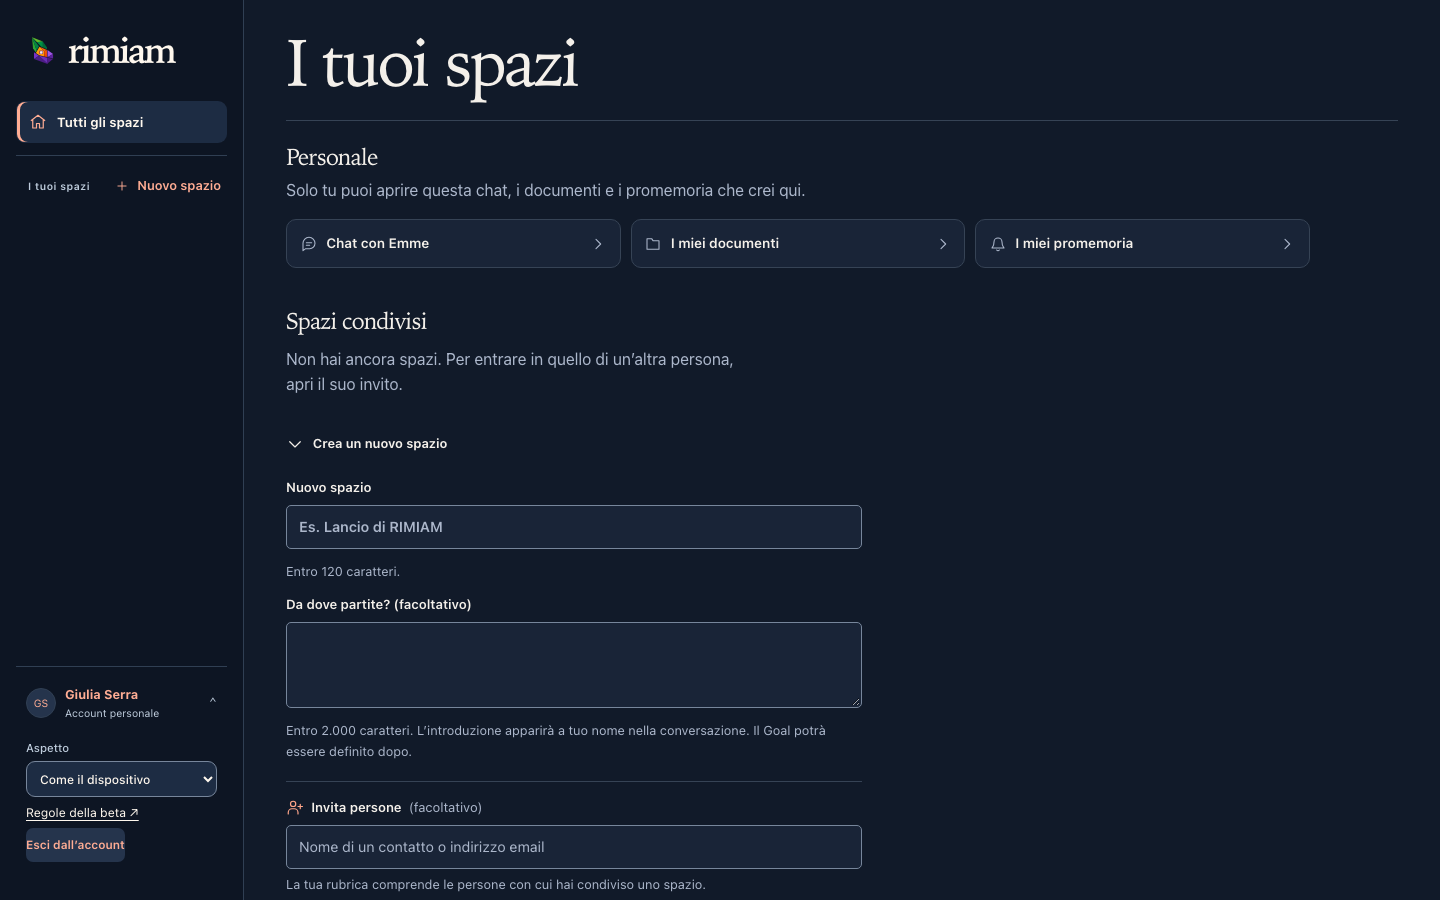 rimiam
Tutti gli spazi
I tuoi spazi
+ Nuovo spazio
GS
Giulia Serra
Account personale
Aspetto
Come il dispositivo
Regole della beta ↗
Esci dall’account
I tuoi spazi
Personale
Solo tu puoi aprire questa chat, i documenti e i promemoria che crei qui.
Chat con Emme
I miei documenti
I miei promemoria
Spazi condivisi
Non hai ancora spazi. Per entrare in quello di un’altra persona,
apri il suo invito.
Crea un nuovo spazio
Nuovo spazio
Es. Lancio di RIMIAM
Entro 120 caratteri.
Da dove partite? (facoltativo)
Entro 2.000 caratteri. L’introduzione apparirà a tuo nome nella conversazione. Il Goal potrà
essere definito dopo.
Invita persone (facoltativo)
Nome di un contatto o indirizzo email
La tua rubrica comprende le persone con cui hai condiviso uno spazio.